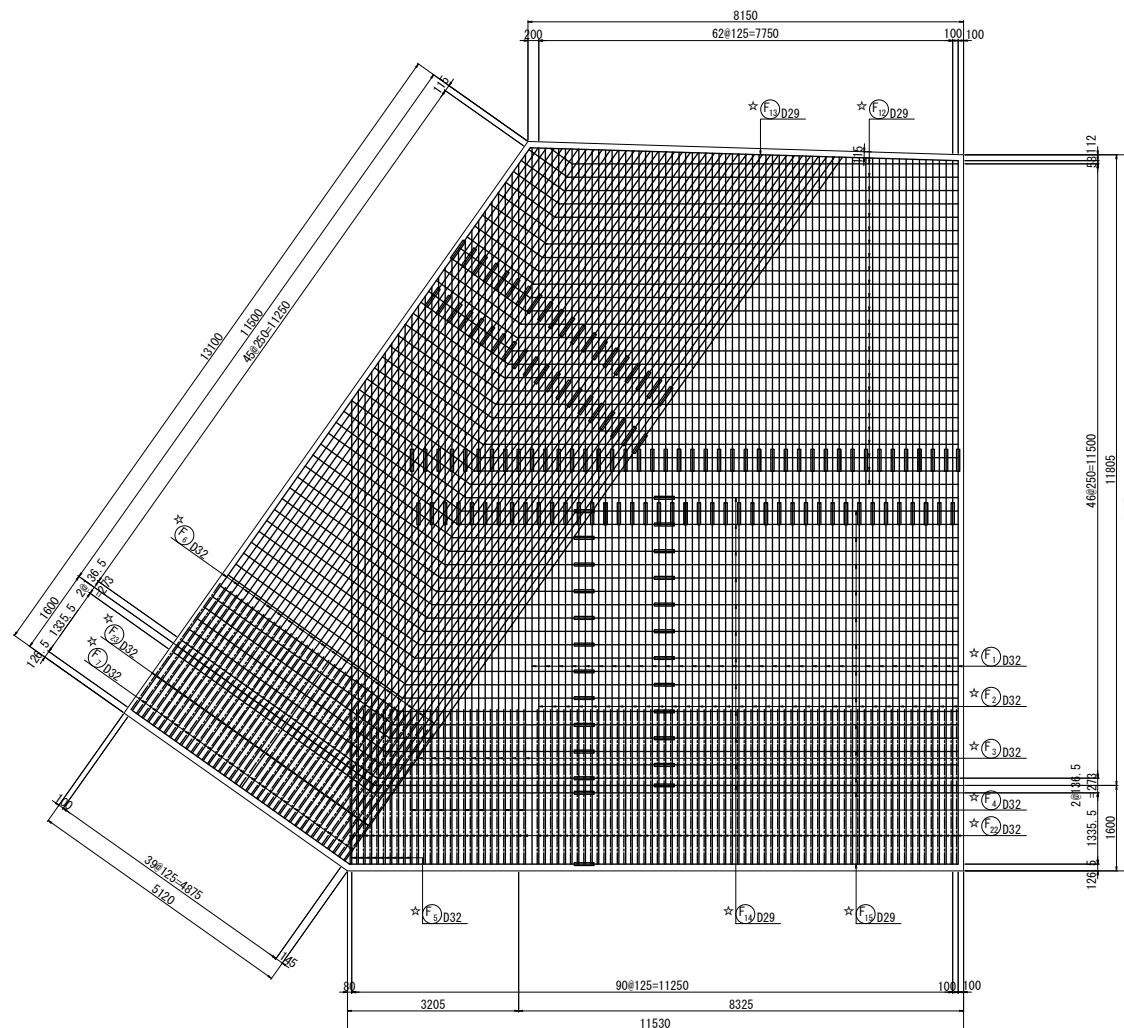 8150
200
62@125=7750
100
100
115
☆F13 D29
☆F12 D29
115
58
112
13100
11500
45@250=11250
46@250=11500
11805
☆F6 D32
2@136.5
=273
1600
1335.5
126.5
☆F23 D32
☆F7 D32
☆F1 D32
☆F2 D32
☆F3 D32
2@136.5
=273
☆F4 D32
1335.5
1600
☆F22 D32
126.5
100
39@125=4875
5120
145
☆F5 D32
☆F14 D29
☆F15 D29
80
90@125=11250
100
100
3205
8325
11530